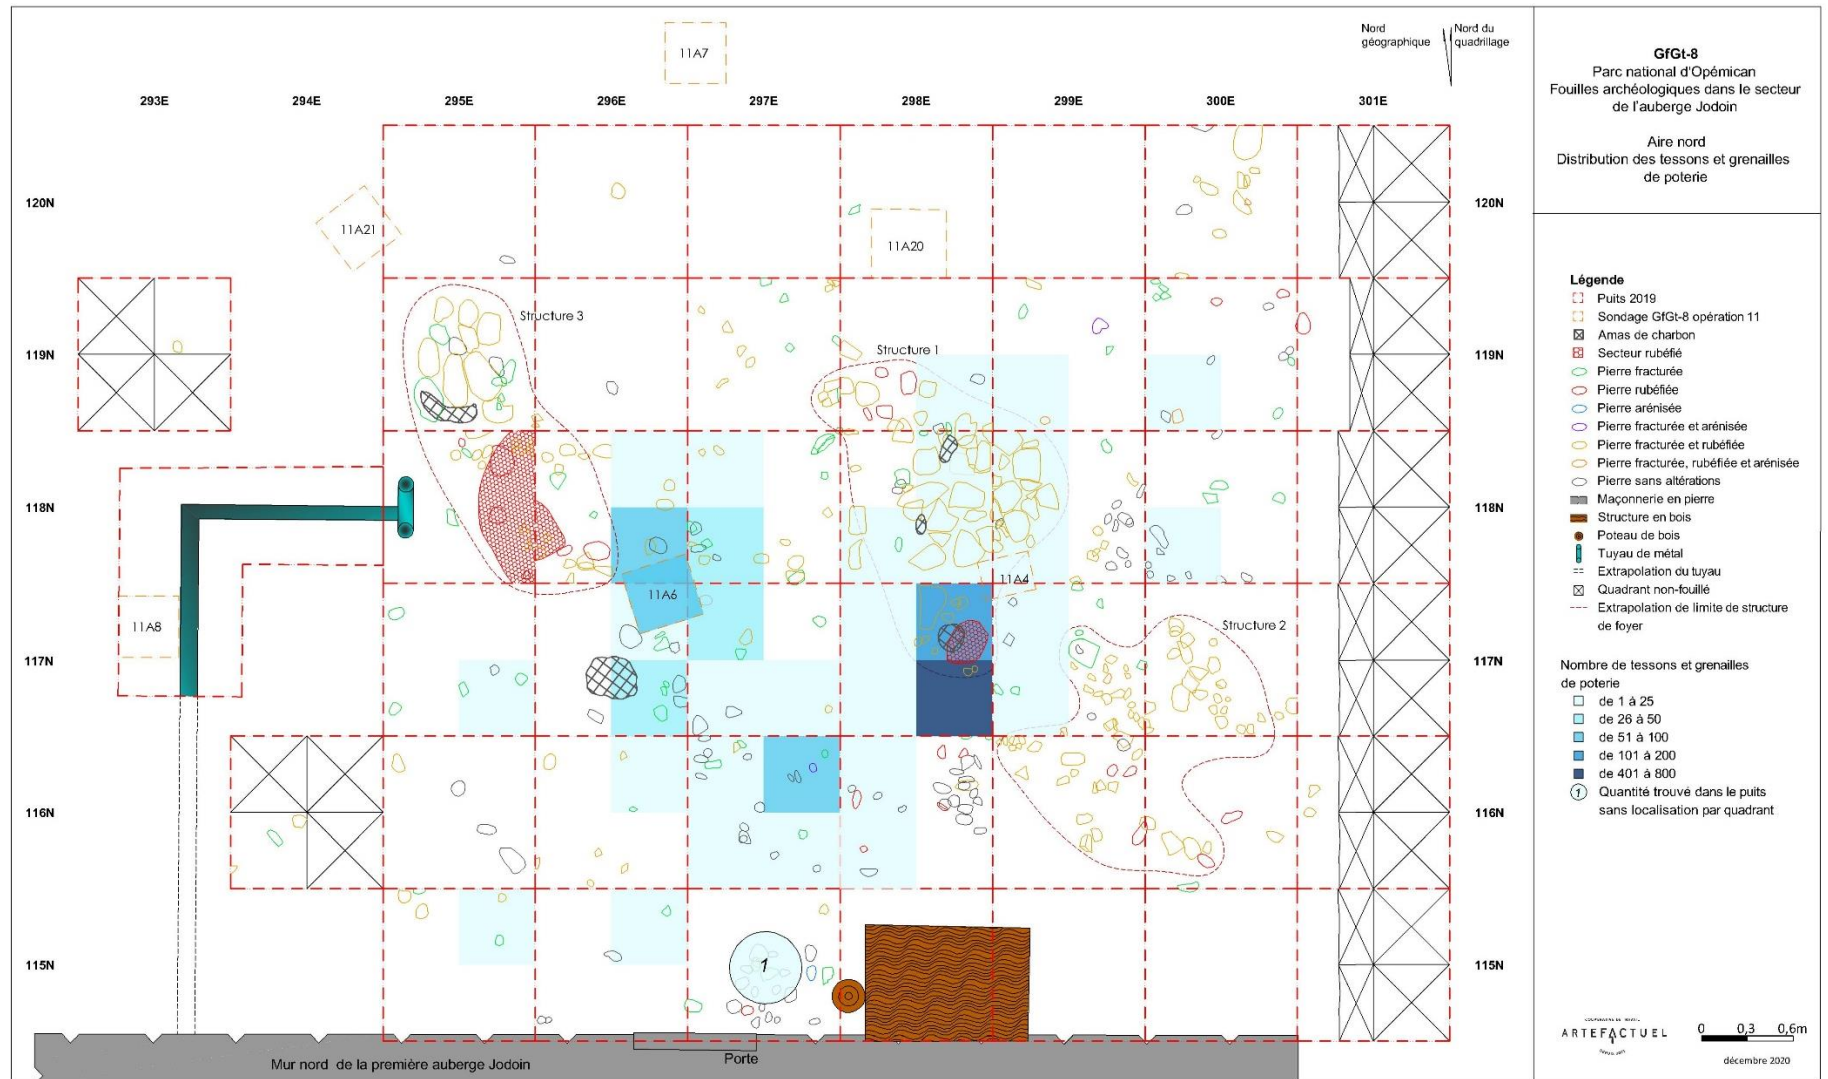 11A7
Nord
géographique
Nord du
quadrillage
293E 294E 295E 296E 297E 298E 299E 300E 301E
120N 11A21 11A20 120N
Structure 3
119N Structure 1 119N
118N 118N
11A4
11A6
11A8 Structure 2
117N 117N
116N 116N
115N 1 115N
Mur nord de la première auberge Jodoin
Porte
GfGt-8
Parc national d'Opémican
Fouilles archéologiques dans le secteur
de l'auberge Jodoin
Aire nord
Distribution des tessons et grenailles
de poterie
Légende
Puits 2019
Sondage GfGt-8 opération 11
Amas de charbon
Secteur rubéfié
Pierre fracturée
Pierre rubéfiée
Pierre arénisée
Pierre fracturée et arénisée
Pierre fracturée et rubéfiée
Pierre fracturée, rubéfiée et arénisée
Pierre sans altérations
Maçonnerie en pierre
Structure en bois
Poteau de bois
Tuyau de métal
Extrapolation du tuyau
Quadrant non-fouillé
Extrapolation de limite de structure
de foyer
Nombre de tessons et grenailles
de poterie
de 1 à 25
de 26 à 50
de 51 à 100
de 101 à 200
de 401 à 800
1 Quantité trouvé dans le puits
sans localisation par quadrant
ARTEFACTUEL
0 0,3 0,6m
décembre 2020